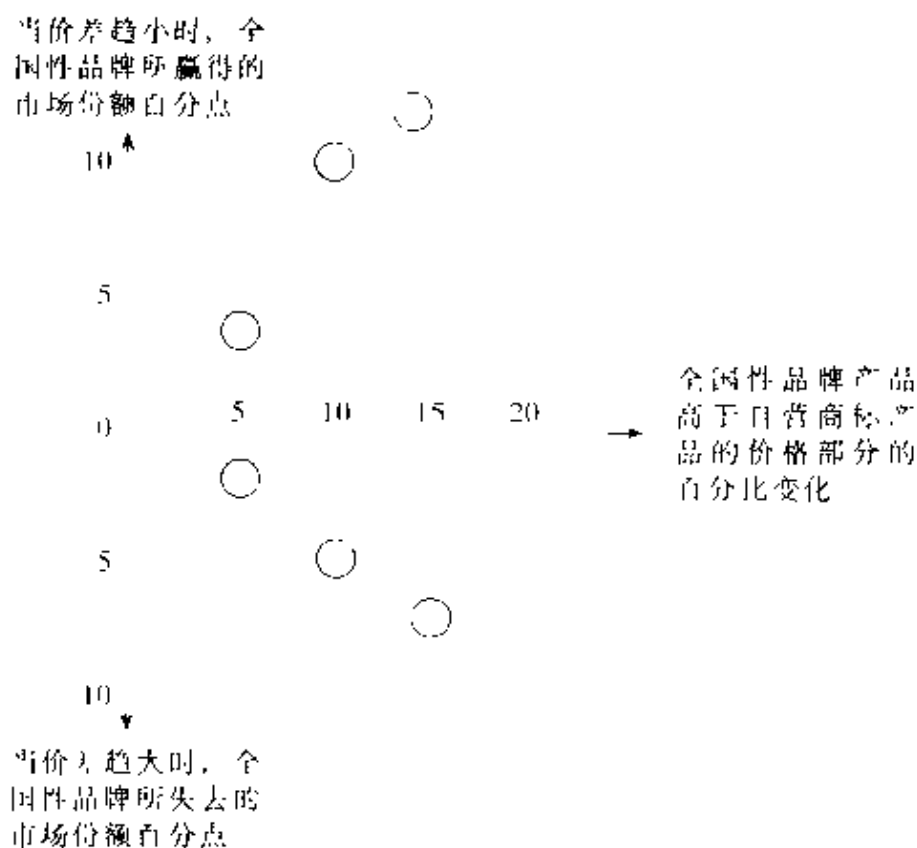 当价差趋小时，全
国性品牌所赢得的
市场份额百分点
10
5
0
5 10 15 20
全国性品牌产品
高于自营商标产
品的价格部分的
百分比变化
5
10
当价差趋大时，全
国性品牌所失去的
市场份额百分点